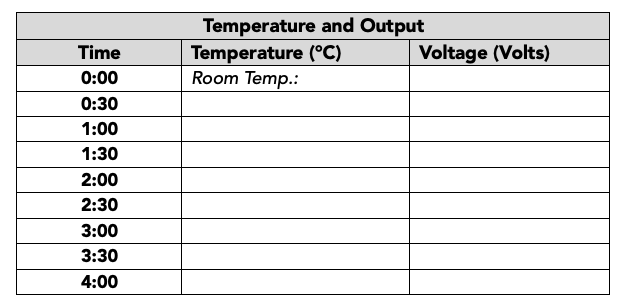 Temperature and Output
Time Temperature (°C) Voltage (Volts)
0:00 Room Temp.:
0:30
1:00
1:30
2:00
2:30
3:00
3:30
4:00